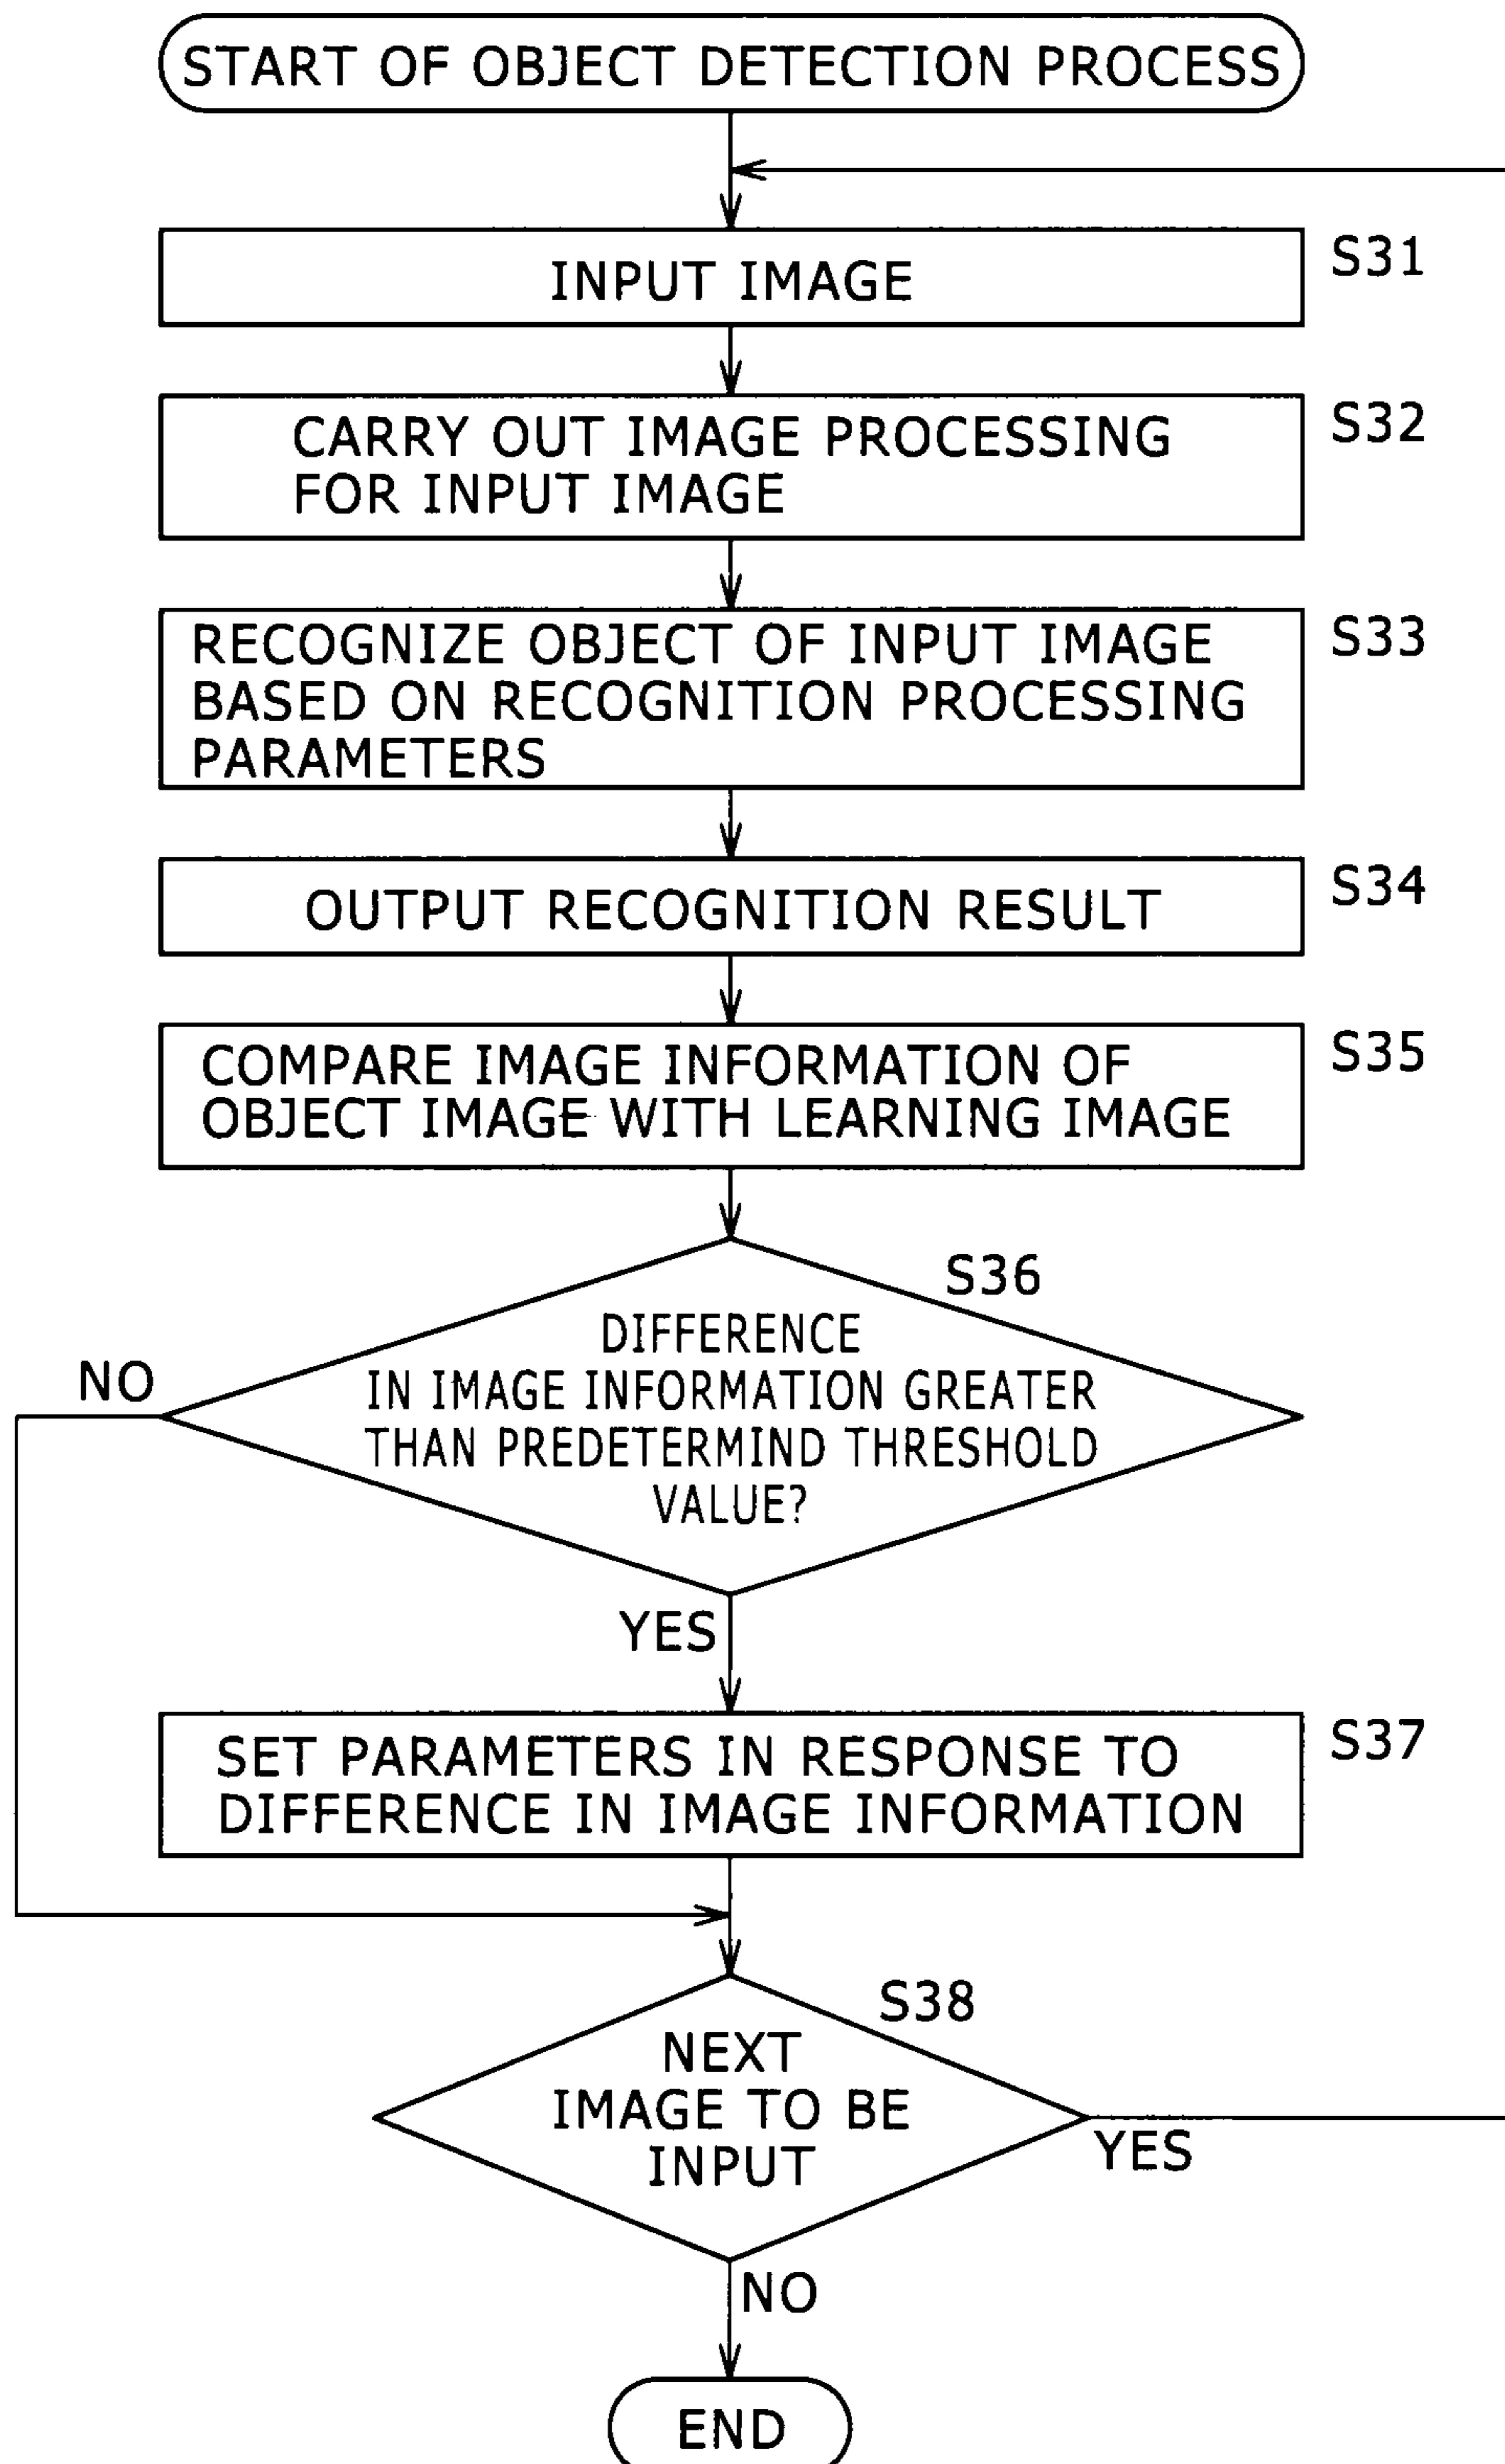 START OF OBJECT DETECTION PROCESS
INPUT IMAGE
S31
CARRY OUT IMAGE PROCESSING
FOR INPUT IMAGE
S32
RECOGNIZE OBJECT OF INPUT IMAGE
BASED ON RECOGNITION PROCESSING
PARAMETERS
S33
OUTPUT RECOGNITION RESULT
S34
COMPARE IMAGE INFORMATION OF
OBJECT IMAGE WITH LEARNING IMAGE
S35
S36
DIFFERENCE
IN IMAGE INFORMATION GREATER
THAN PREDETERMIND THRESHOLD
VALUE?
NO
YES
SET PARAMETERS IN RESPONSE TO
DIFFERENCE IN IMAGE INFORMATION
S37
S38
NEXT
IMAGE TO BE
INPUT
YES
NO
END